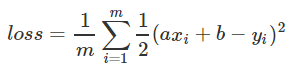 loss = \frac{1}{m} \sum_{i=1}^{m} \frac{1}{2} (ax_i + b - y_i)^2